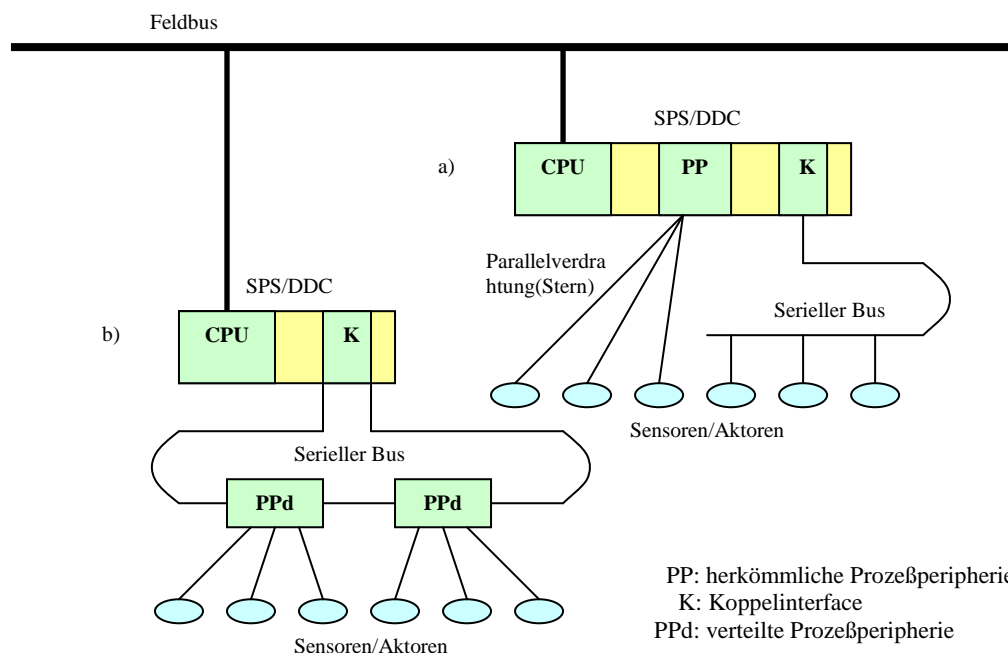 Feldbus
SPS/DDC
a)
CPU PP K
Parallelverdra
htung(Stern)
Serieller Bus
Sensoren/Aktoren
SPS/DDC
b)
CPU K
Serieller Bus
PPd PPd
Sensoren/Aktoren
PP: herkömmliche Prozeßperipherie
K: Koppelinterface
PPd: verteilte Prozeßperipherie